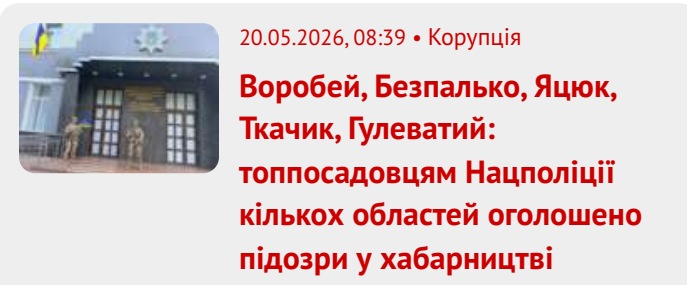 20.05.2026, 08:39 • Корупція
Воробей, Безпалько, Яцюк,
Ткачик, Гулеватий:
топпосадовцям Нацполіції
кількох областей оголошено
підозри у хабарництві